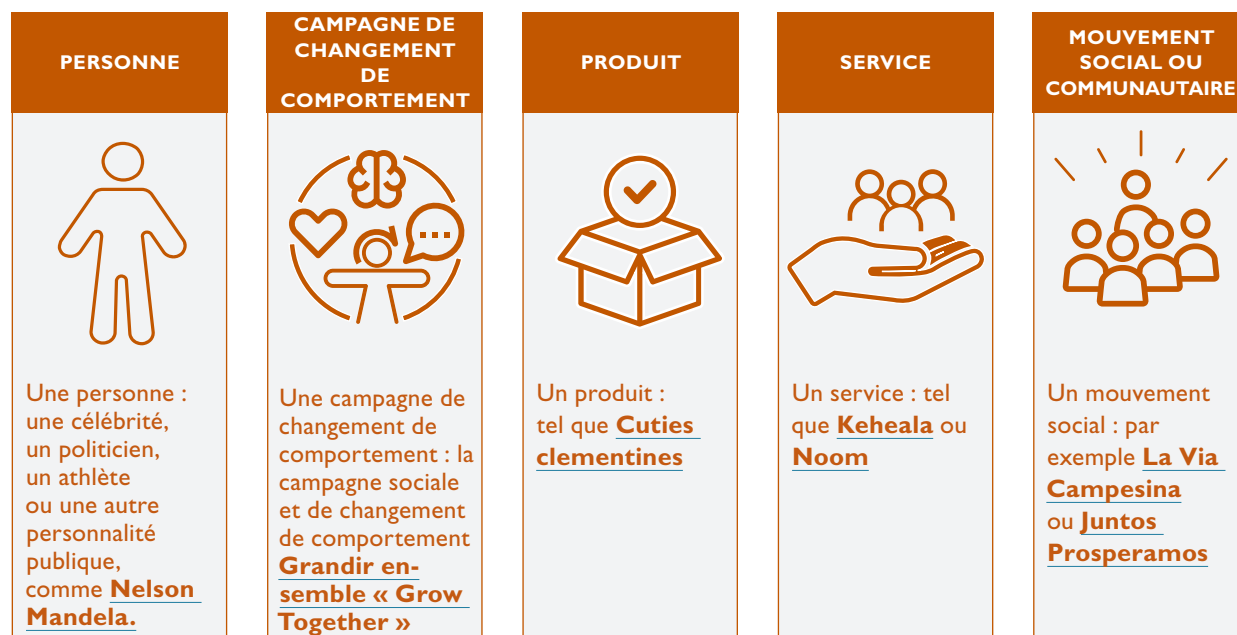 PERSONNE
Une personne :
une célébrité,
un politicien,
un athlète
ou une autre
personnalité
publique,
comme Nelson
Mandela.
CAMPAGNE DE
CHANGEMENT
DE
COMPORTEMENT
Une campagne de
changement de
comportement : la
campagne sociale
et de changement
de comportement
Grandir en-
semble « Grow
Together »
PRODUIT
Un produit :
tel que Cuties
clementines
SERVICE
Un service : tel
que Keheala ou
Noom
MOUVEMENT
SOCIAL OU
COMMUNAUTAIRE
Un mouvement
social : par
exemple La Via
Campesina
ou Juntos
Prosperamos